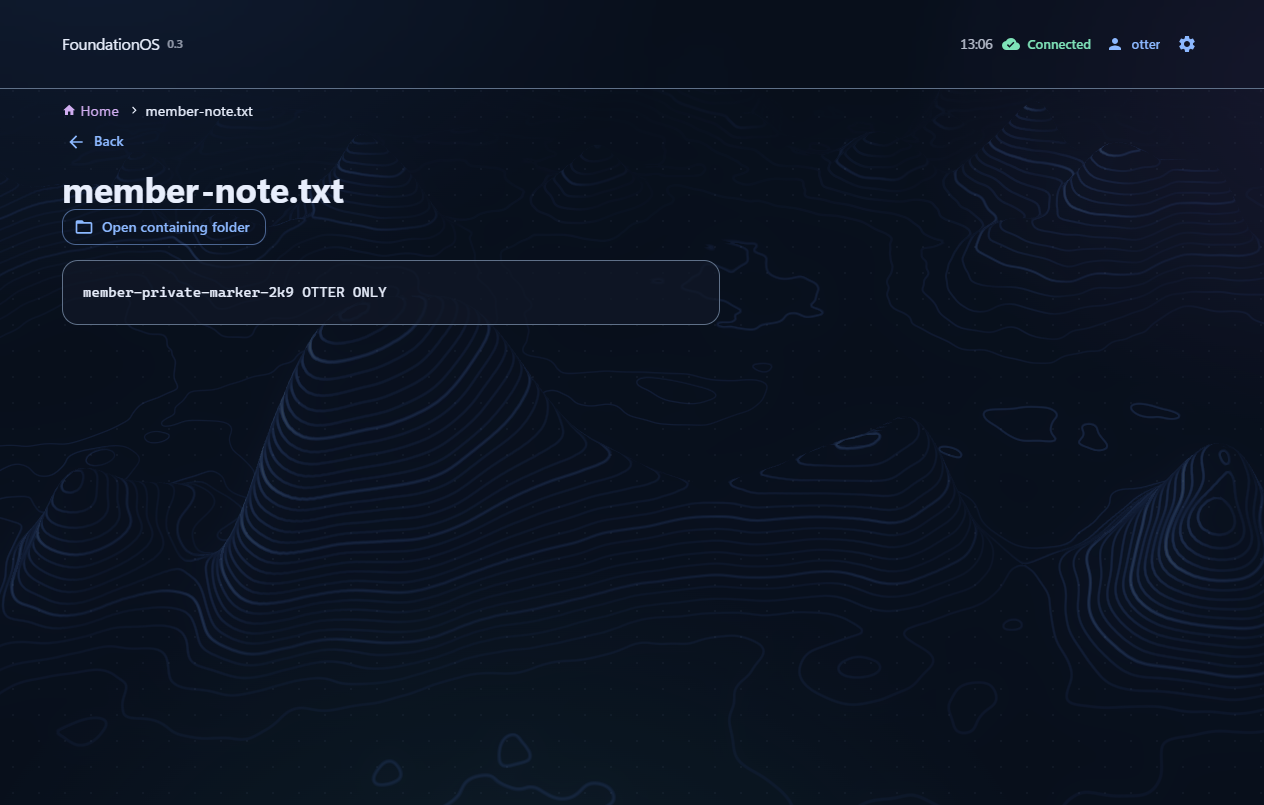 FoundationOS 0.3
13:06 Connected otter
Home › member-note.txt
Back
member-note.txt
Open containing folder
member-private-marker-2k9 OTTER ONLY